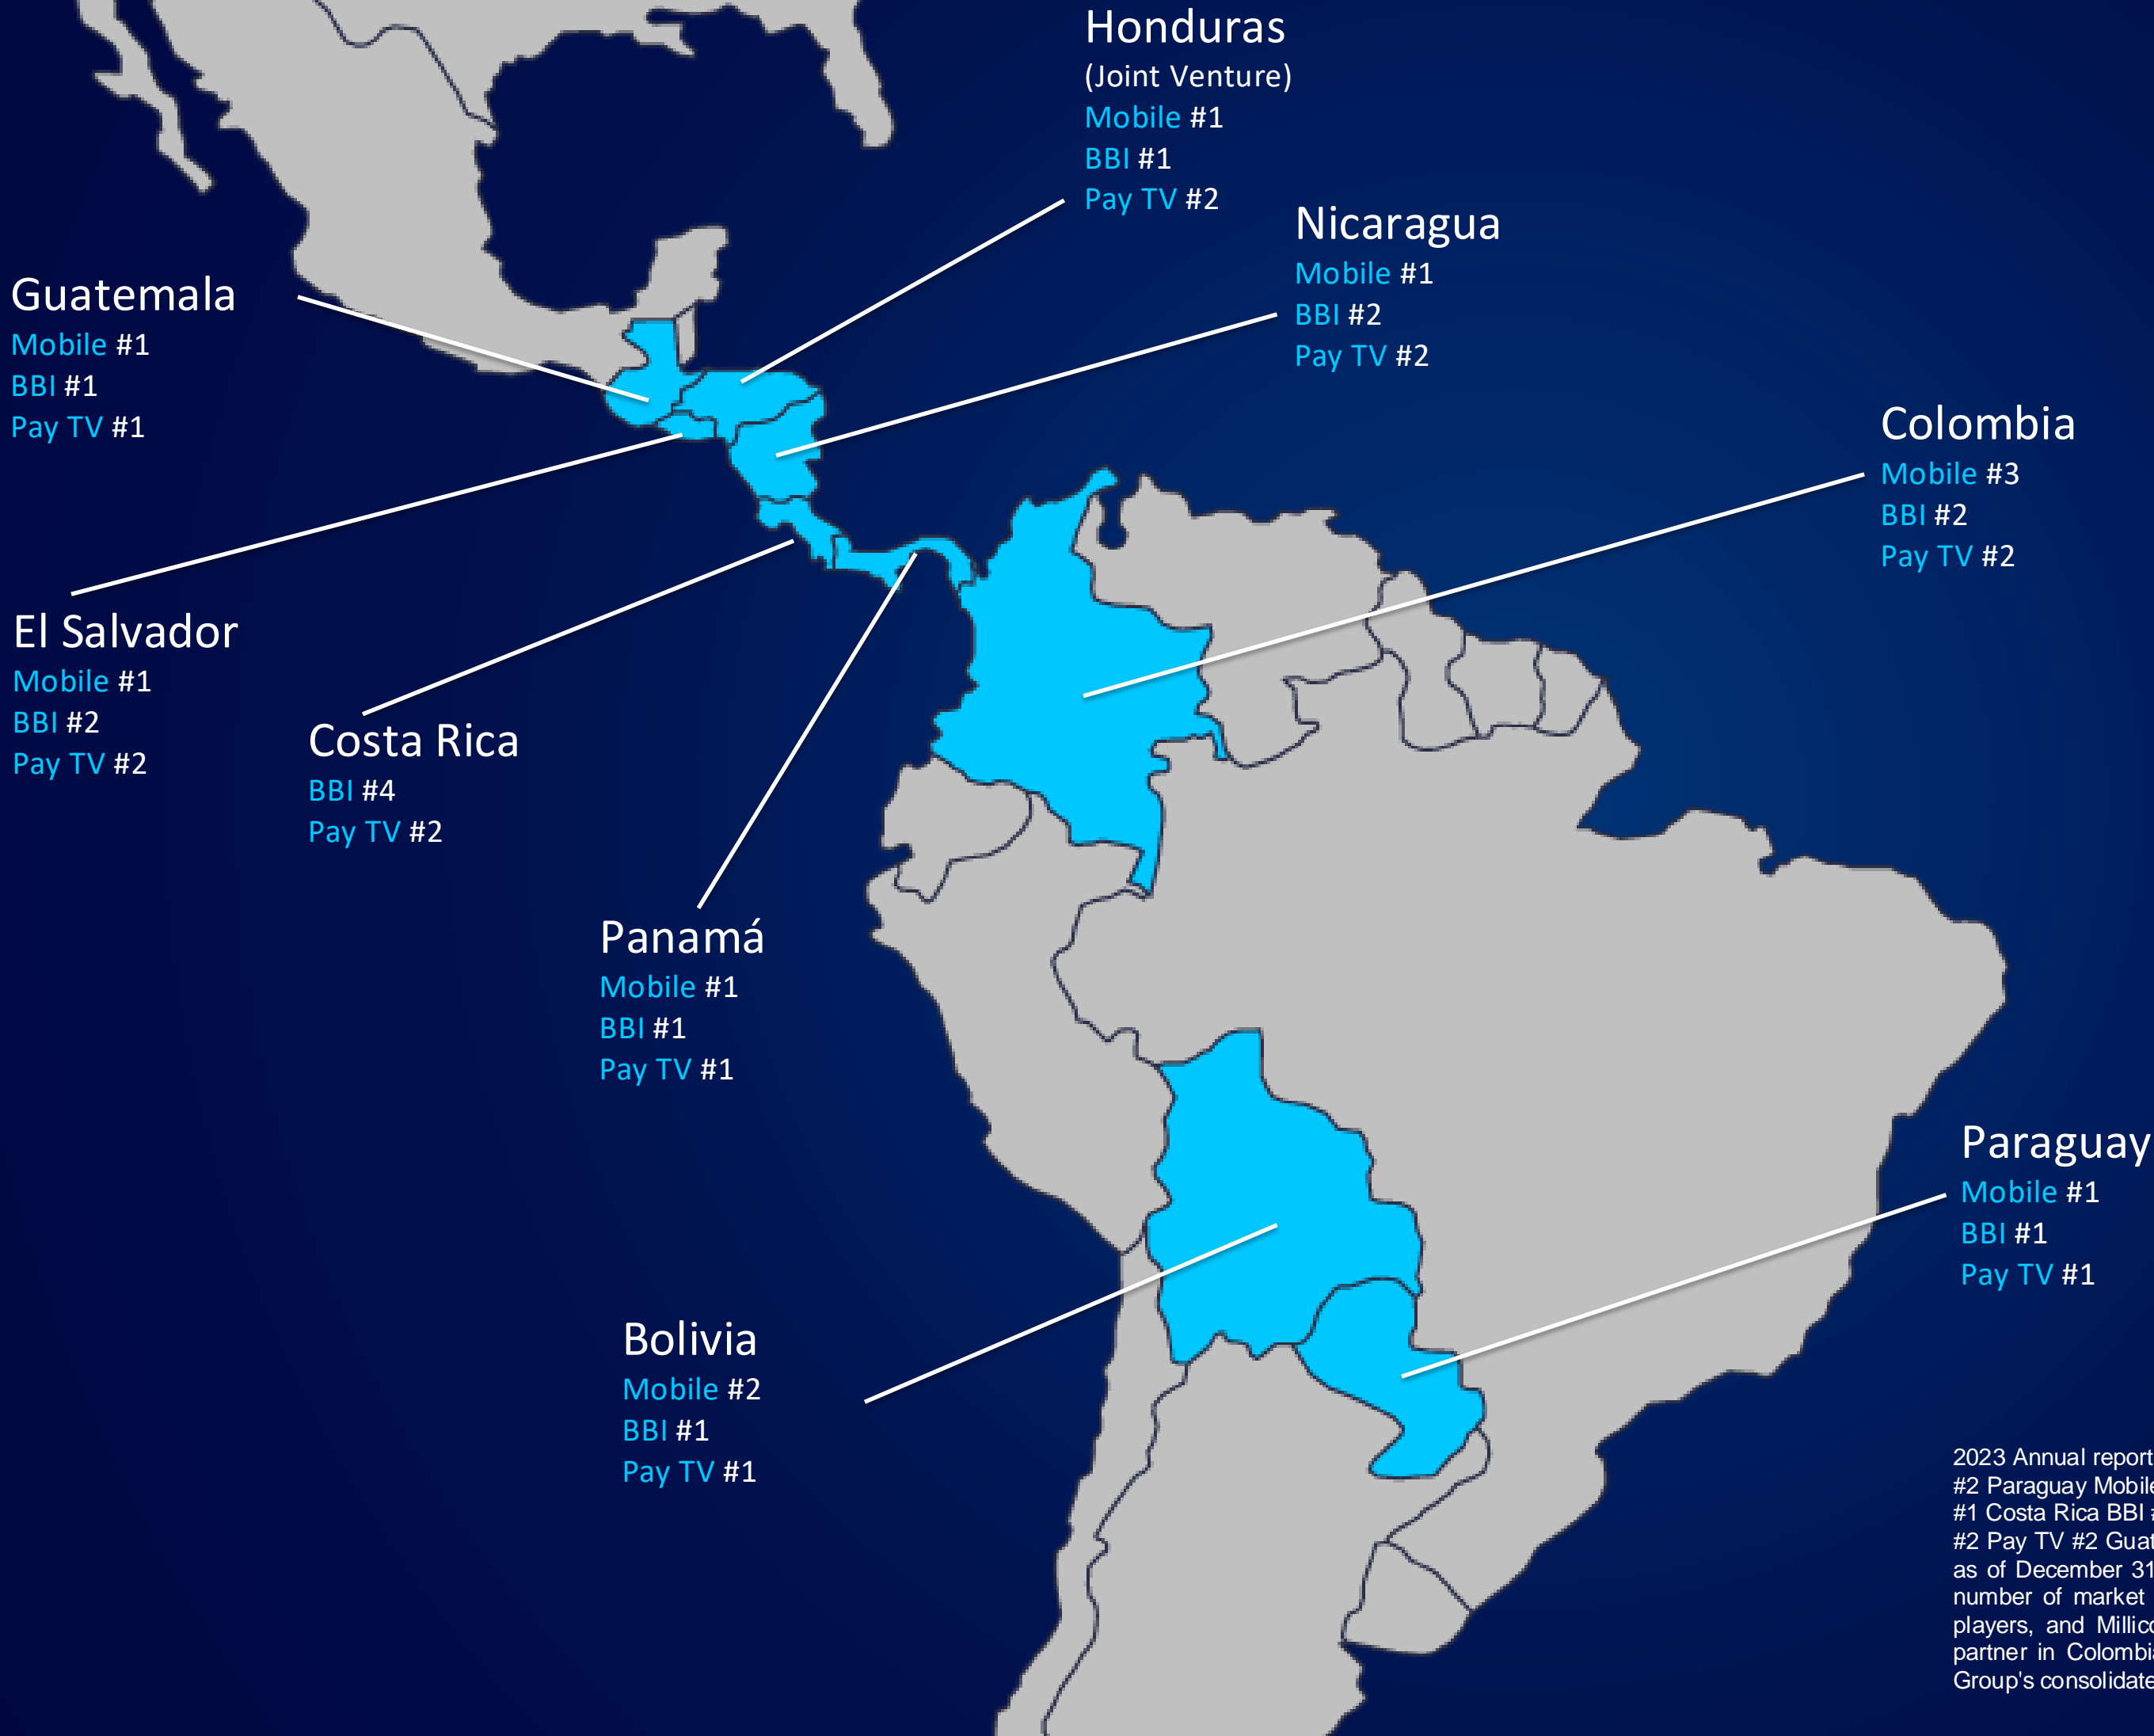 Honduras
(Joint Venture)
Mobile #1
BBI #1
Pay TV #2
Nicaragua
Mobile #1
BBI #2
Pay TV #2
Guatemala
Mobile #1
BBI #1
Pay TV #1
Colombia
Mobile #3
BBI #2
Pay TV #2
El Salvador
Mobile #1
BBI #2
Pay TV #2
Costa Rica
BBI #4
Pay TV #2
Panamá
Mobile #1
BBI #1
Pay TV #1
Paraguay
Mobile #1
BBI #1
Pay TV #1
Bolivia
Mobile #2
BBI #1
Pay TV #1
2023 Annual report
#2 Paraguay Mobile
#1 Costa Rica BBI
#2 Pay TV #2
as of December 31
number of market
players, and
partner in
Group's